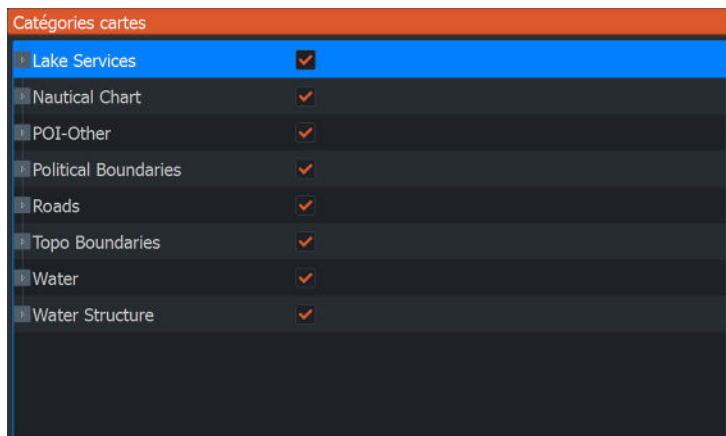 Catégories cartes
Lake Services
Nautical Chart
POI-Other
Political Boundaries
Roads
Topo Boundaries
Water
Water Structure